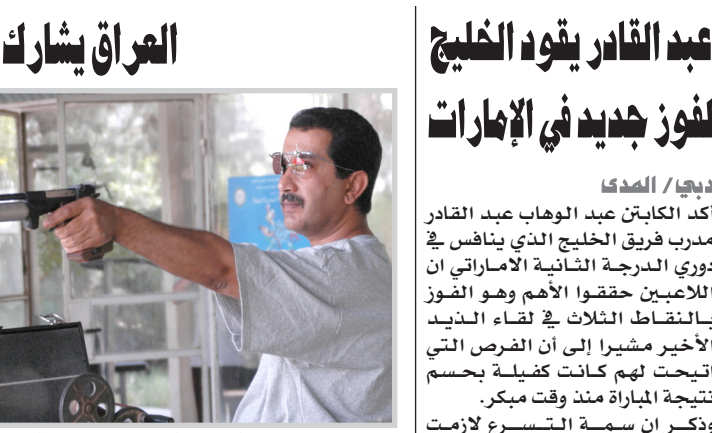 عبد القادر يقود الخليج
لفوز جديد في الإمارات
دبي/ المدى
أكد الكابتن عبد الوهاب عبد القادر
مدرب فريق الخليج الذي ينافس في
دوري الدرجة الثانية الاماراتي ان
اللاعبين حققوا الأهم وهو الفوز
بالنقاط الثلاث في لقاء الذيد
الأخير مشيرا إلى أن الفرص التي
اتيحت لهم كانت كفيلة بحسم
نتيجة المباراة منذ وقت مبكر.
وذكر ان سمة التسرع لازمت
العراق يشارك